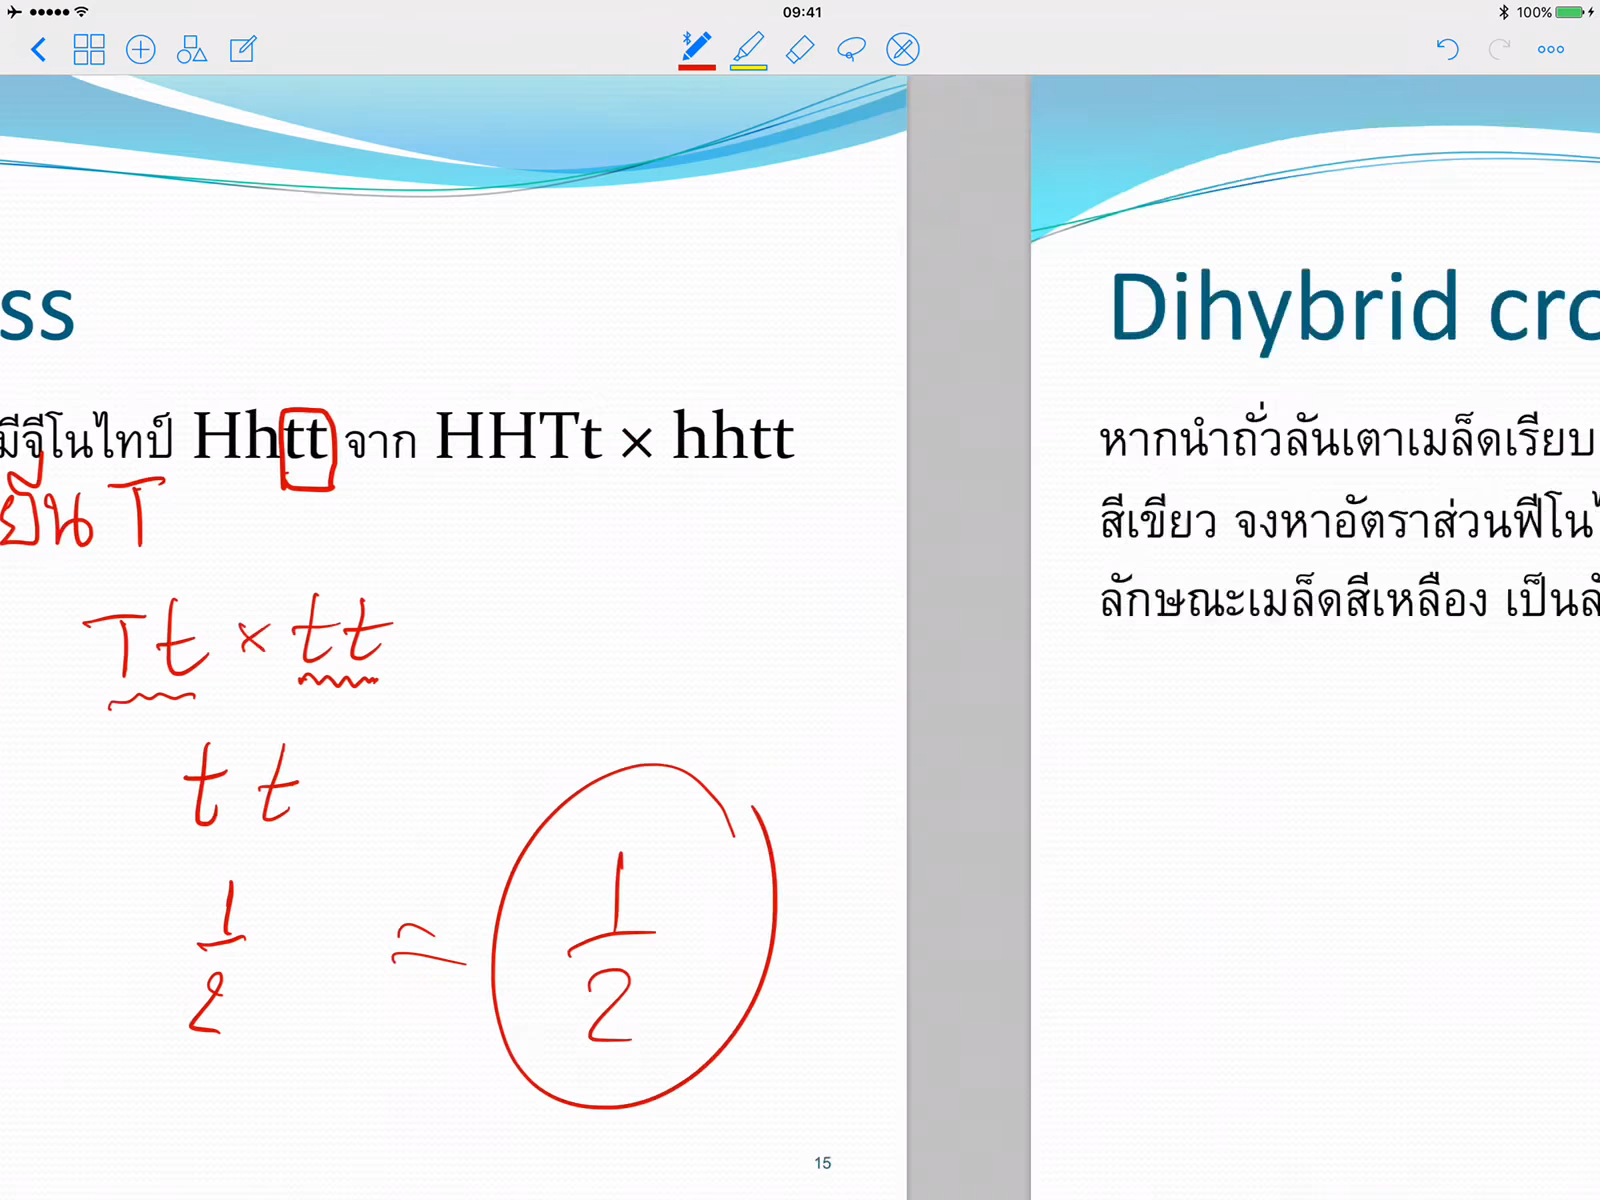 09:41
100%
ss
มีจีโนไทป์ Hhtt จาก HHTt × hhtt
ยีน T
Tt × tt
t t
1
2
=
1
2
15
Dihybrid cro
หากนำถั่วลันเตาเมล็ดเรียบ
สีเขียว จงหาอัตราส่วนฟีโน
ลักษณะเมล็ดสีเหลือง เป็นลั